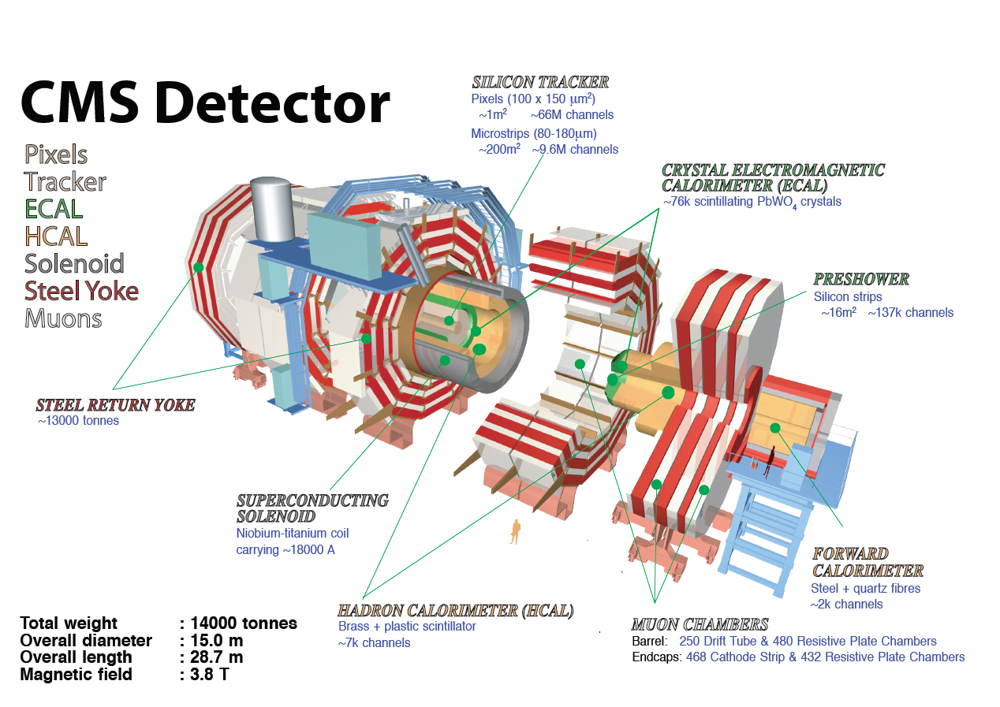 CMS Detector
Pixels
Tracker
ECAL
HCAL
Solenoid
Steel Yoke
Muons
SILICON TRACKER
Pixels (100 x 150 μm²)
~1m² ~66M channels
Microstrips (80-180μm)
~200m² ~9.6M channels
CRYSTAL ELECTROMAGNETIC
CALORIMETER (ECAL)
~76k scintillating PbWO₄ crystals
PRESHOWER
Silicon strips
~16m² ~137k channels
STEEL RETURN YOKE
~13000 tonnes
SUPERCONDUCTING
SOLENOID
Niobium-titanium coil
carrying ~18000 A
HADRON CALORIMETER (HCAL)
Brass + plastic scintillator
~7k channels
FORWARD
CALORIMETER
Steel + quartz fibres
~2k channels
MUON CHAMBERS
Barrel: 250 Drift Tube & 480 Resistive Plate Chambers
Endcaps: 468 Cathode Strip & 432 Resistive Plate Chambers
Total weight : 14000 tonnes
Overall diameter : 15.0 m
Overall length : 28.7 m
Magnetic field : 3.8 T